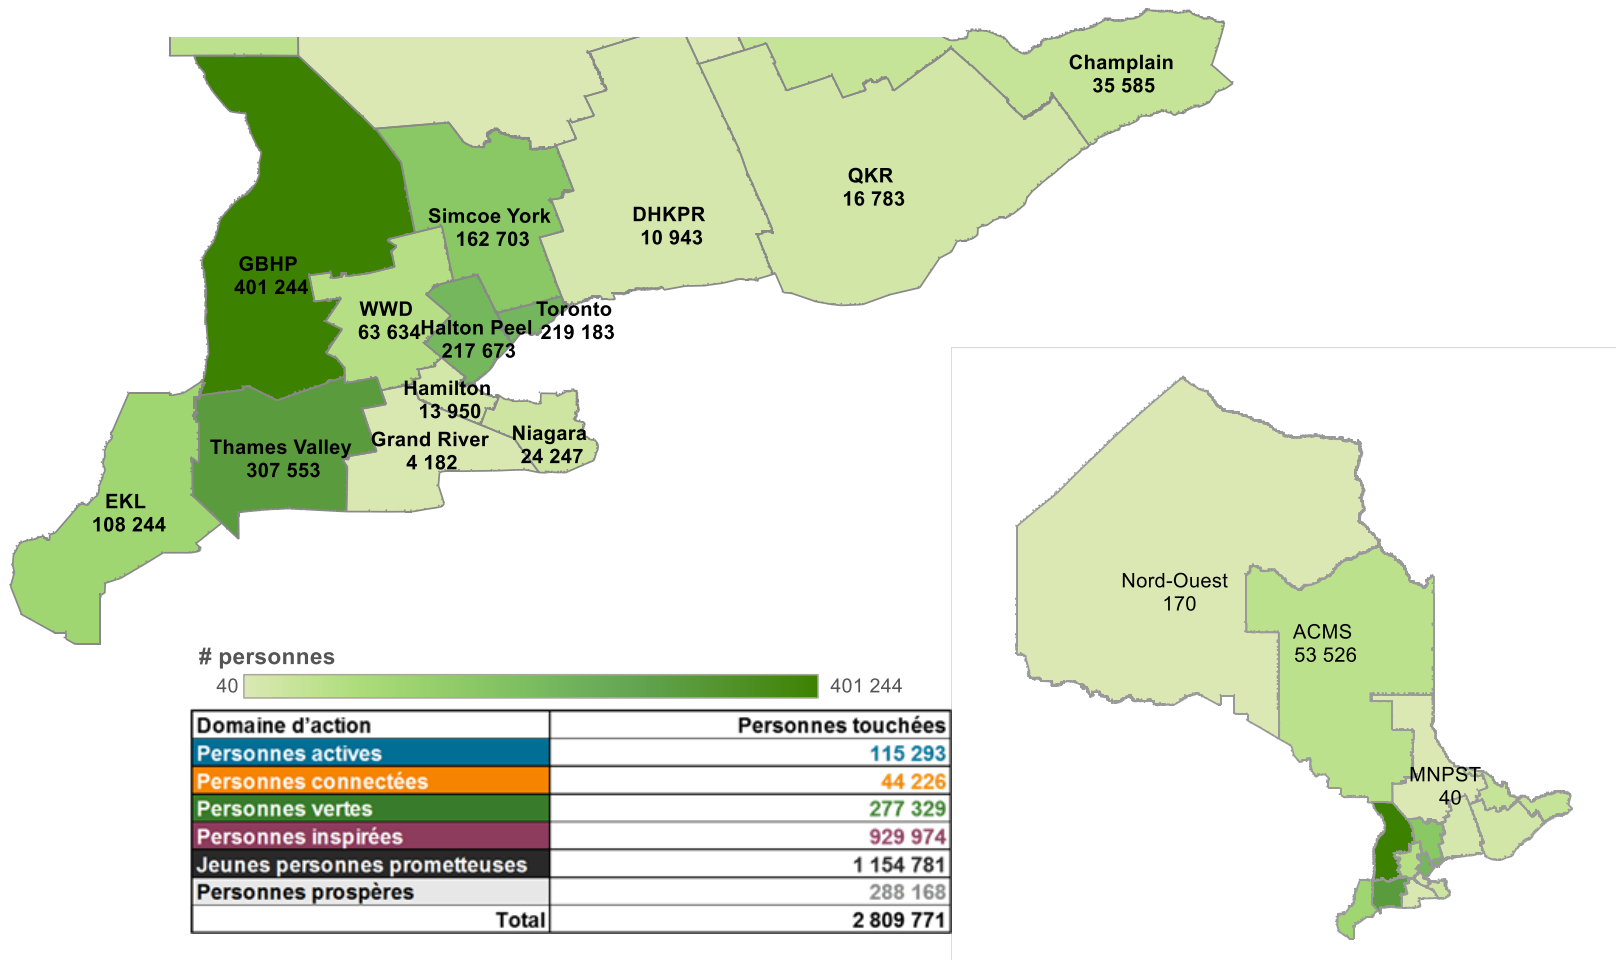 Champlain
35 585
QKR
16 783
DHKPR
10 943
Simcoe York
162 703
GBHP
401 244
WWD
63 634
Halton Peel
217 673
Toronto
219 183
Hamilton
13 950
Niagara
24 247
Grand River
4 182
Thames Valley
307 553
EKL
108 244
Nord-Ouest
170
ACMS
53 526
MNPST
40
# personnes
40 401 244
Domaine d’action Personnes touchées
Personnes actives 115 293
Personnes connectées 44 226
Personnes vertes 277 329
Personnes inspirées 929 974
Jeunes personnes prometteuses 1 154 781
Personnes prospères 288 168
Total 2 809 771